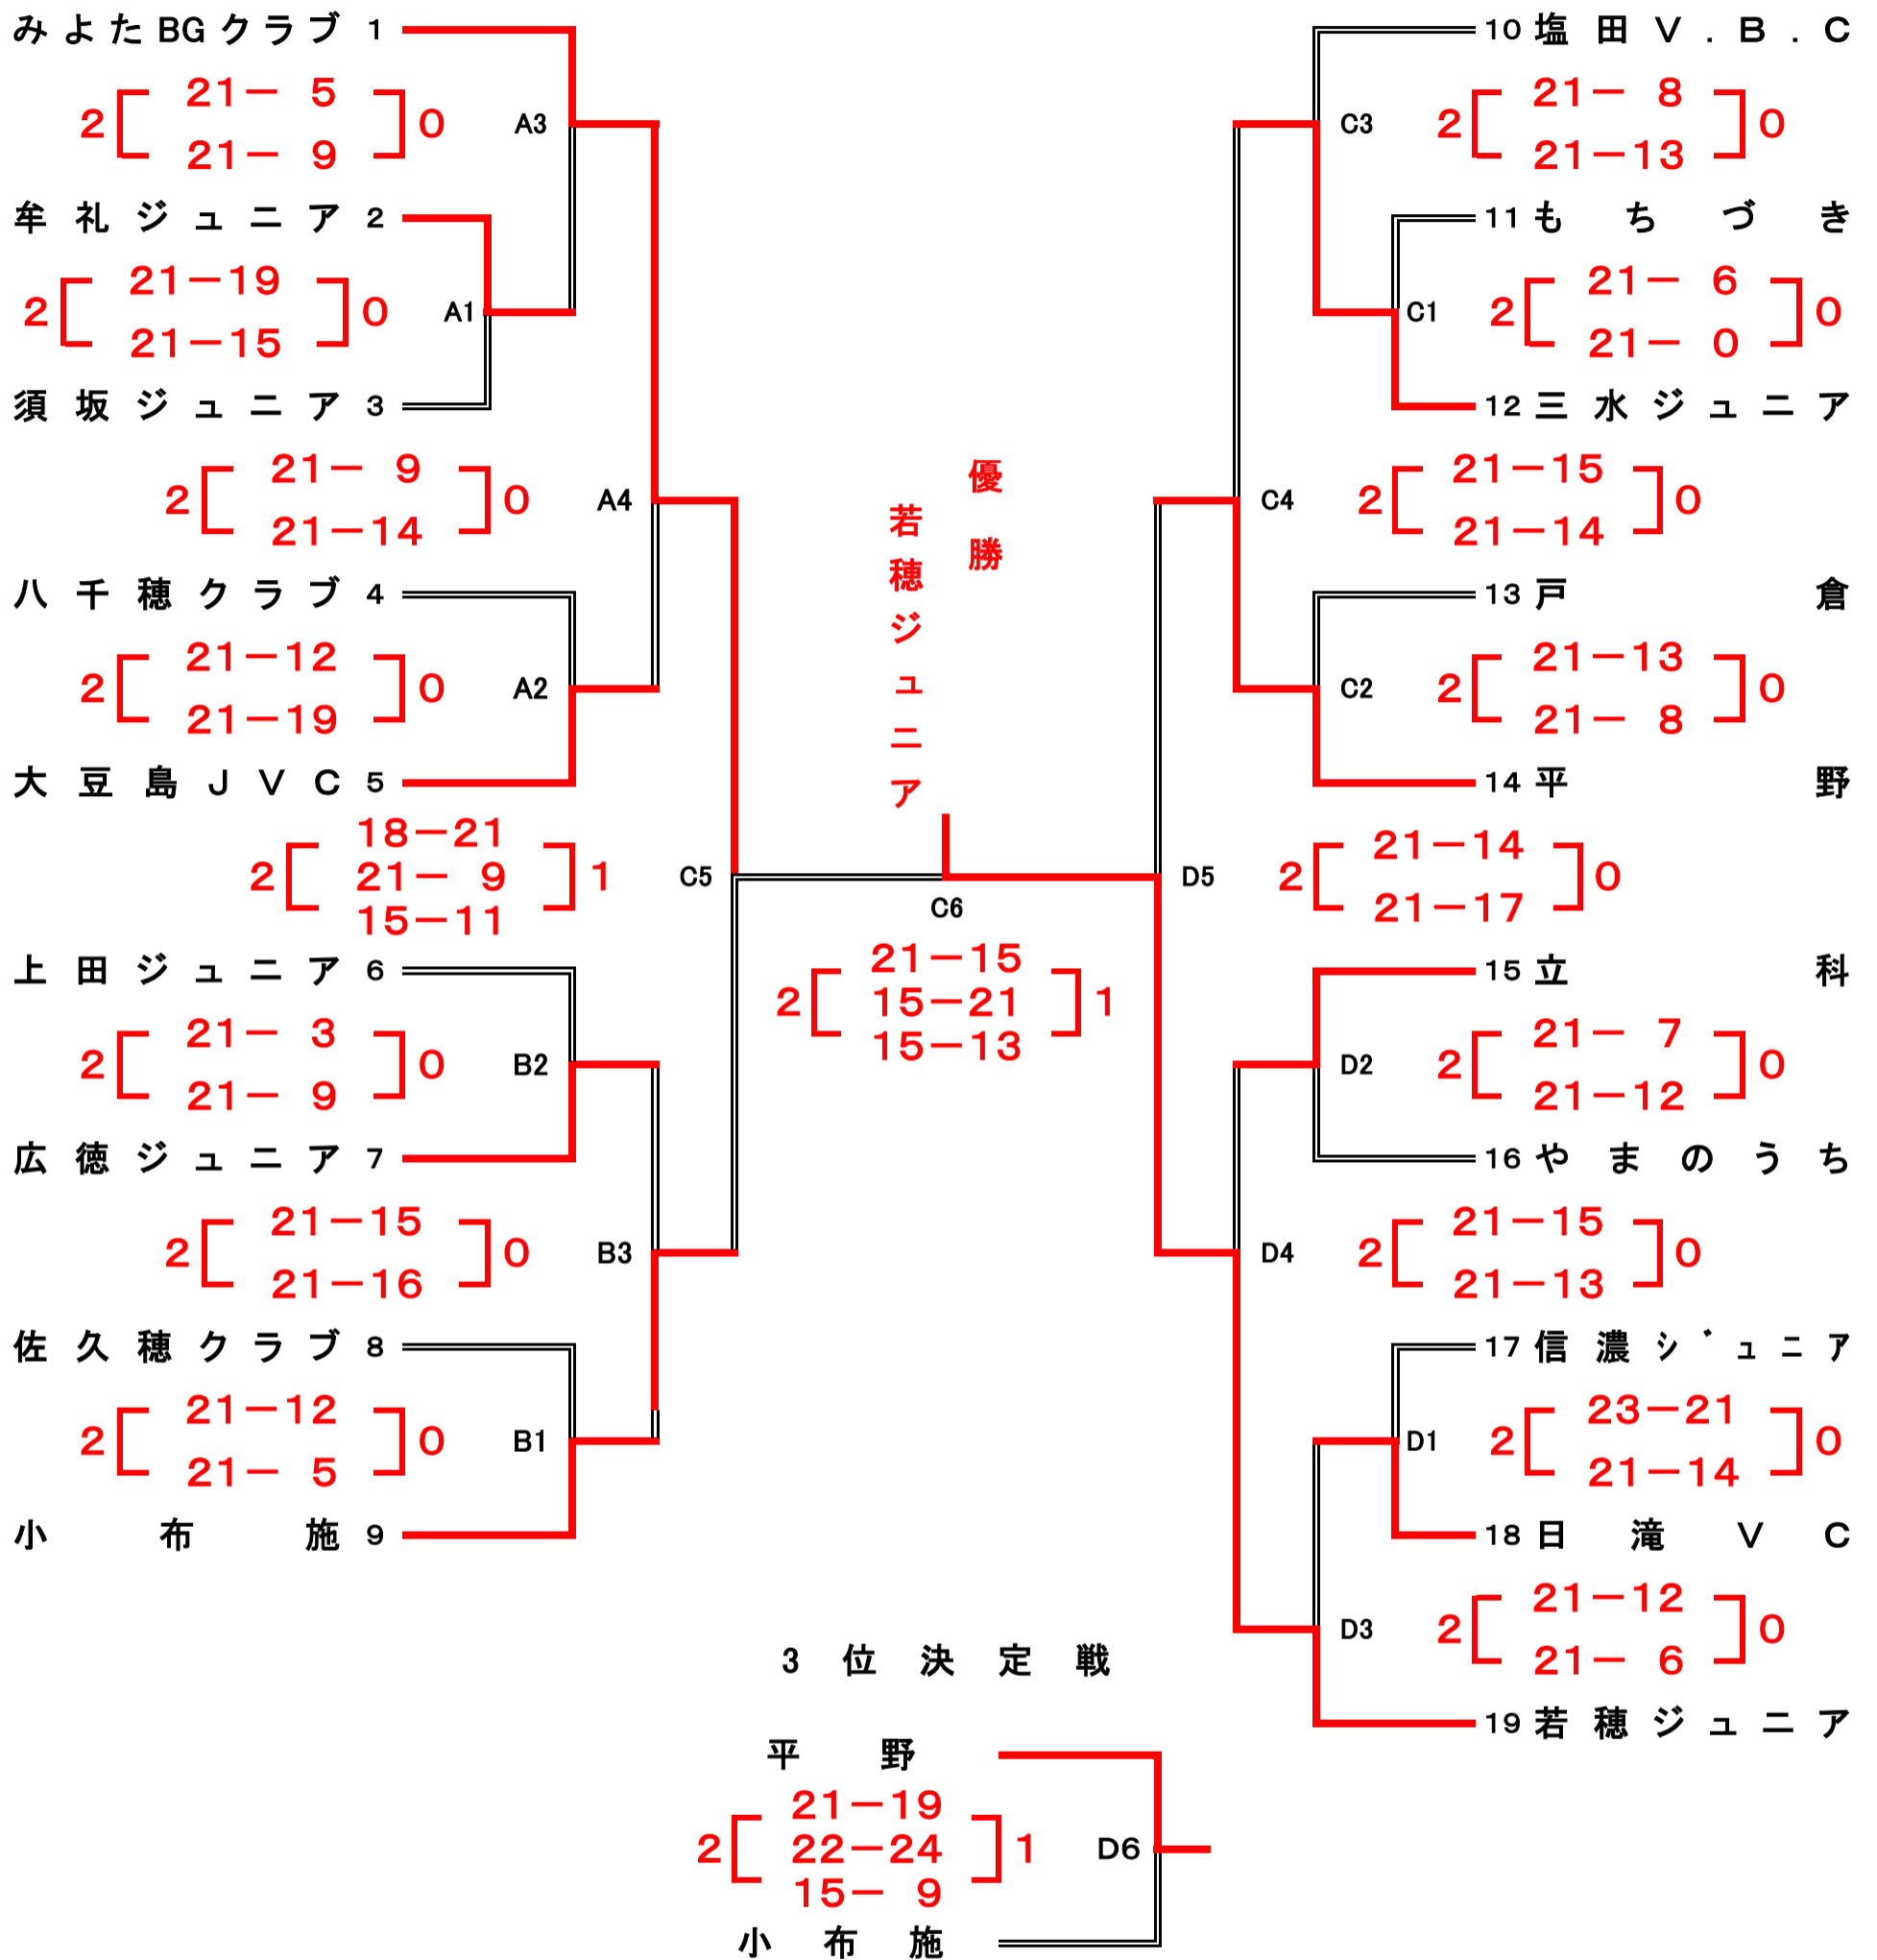 みよたBGクラブ 1
2 21－ 5 0
21－ 9
A3
牟礼ジュニア 2
2 21－19 0
21－15
A1
須坂ジュニア 3
2 21－ 9 0
21－14
A4
八千穂クラブ 4
2 21－12 0
21－19
A2
大豆島JVC 5
18－21
2 21－ 9 1
15－11
C5
上田ジュニア 6
2 21－ 3 0
21－ 9
B2
広徳ジュニア 7
2 21－15 0
21－16
B3
佐久穂クラブ 8
2 21－12 0
21－ 5
B1
小布施 9
優勝
若穂ジュニア
C6
21－15
2 15－21 1
15－13
10 塩田V.B.C
C3
2 21－ 8 0
21－13
11 もちづき
C1
2 21－ 6 0
21－ 0
12 三水ジュニア
C4
2 21－15 0
21－14
13 戸倉
C2
2 21－13 0
21－ 8
14 平野
D5
2 21－14 0
21－17
15 立科
D2
2 21－ 7 0
21－12
16 やまのうち
D4
2 21－15 0
21－13
17 信濃ジュニア
D1
2 23－21 0
21－14
18 日滝VC
D3
2 21－12 0
21－ 6
19 若穂ジュニア
3位決定戦
平野
21－19
2 22－24 1
15－ 9
D6
小布施